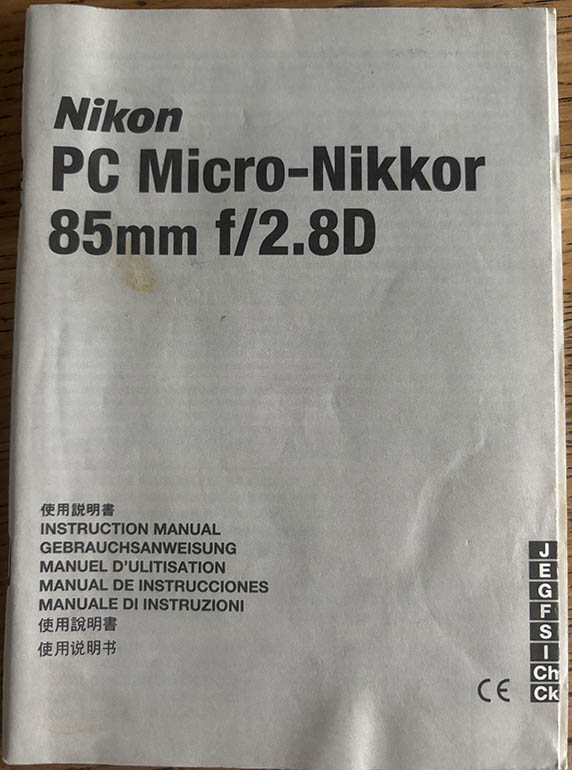 Nikon
PC Micro-Nikkor
85mm f/2.8D
使用説明書
INSTRUCTION MANUAL
GEBRAUCHSANWEISUNG
MANUEL D'ULITISATION
MANUAL DE INSTRUCCIONES
MANUALE DI INSTRUZIONI
使用說明書
使用说明书
J
E
G
F
S
I
Ch
Ck
CE